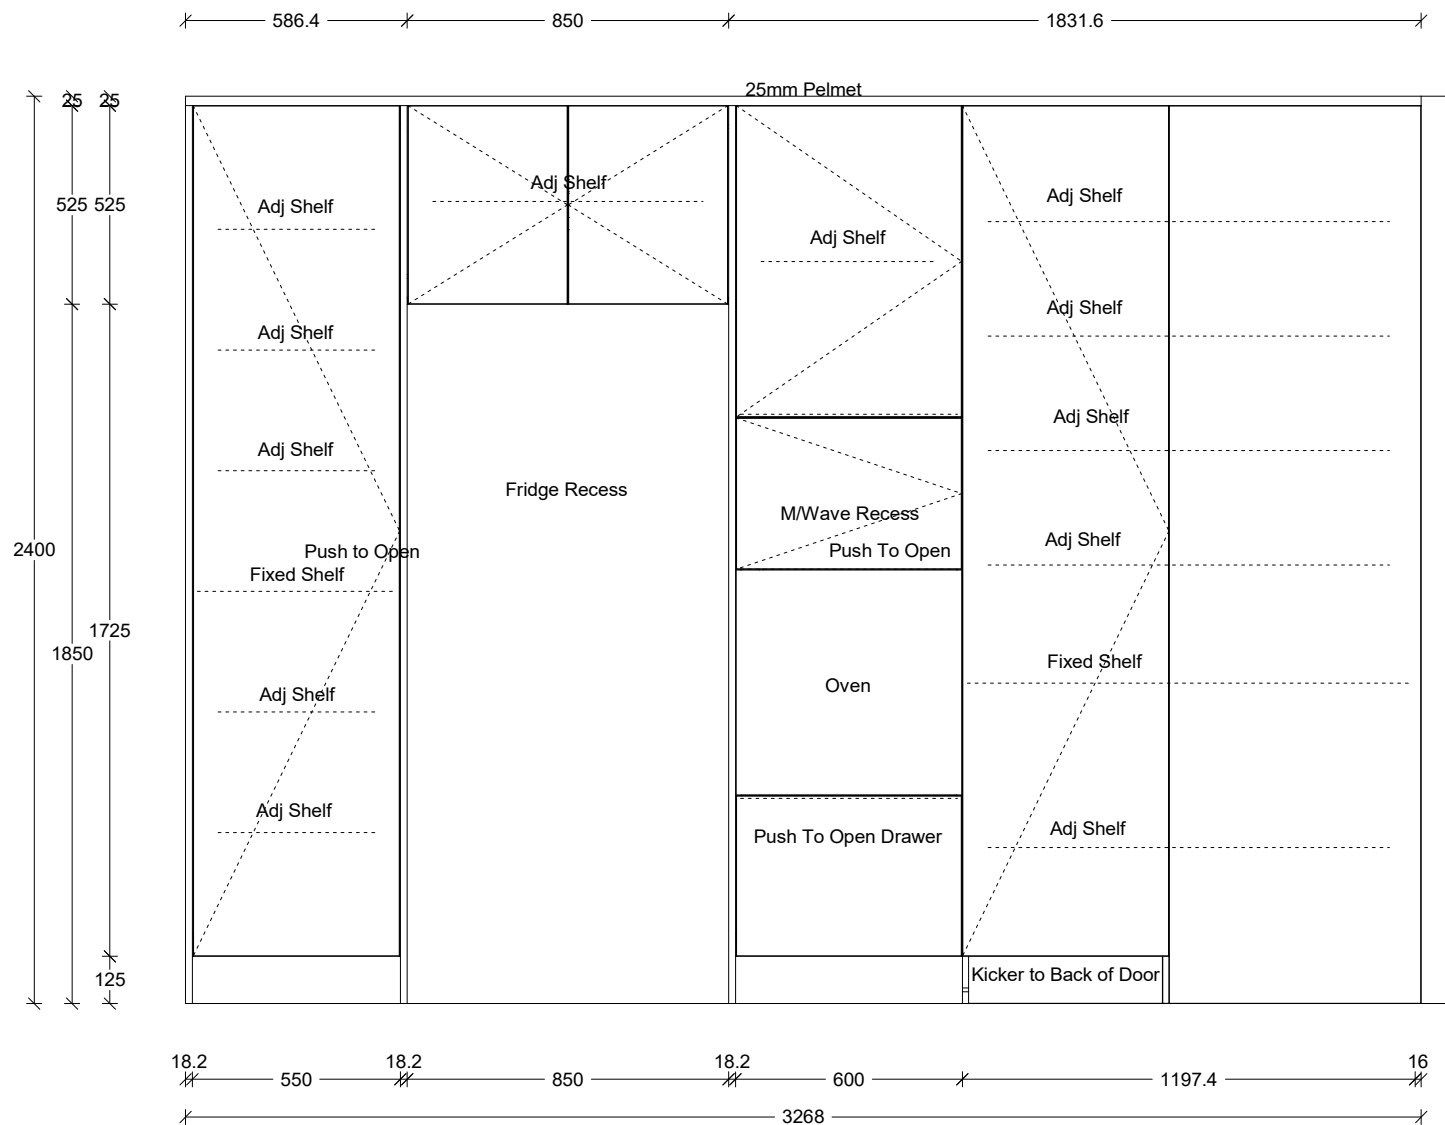 586.4
850
1831.6
25mm Pelmet
25
25
Adj Shelf
Adj Shelf
Adj Shelf
525
525
Adj Shelf
Adj Shelf
Adj Shelf
Adj Shelf
Adj Shelf
Adj Shelf
Fridge Recess
M/Wave Recess
Adj Shelf
2400
Push to Open
Push To Open
Fixed Shelf
1725
1850
Fixed Shelf
Oven
Adj Shelf
Adj Shelf
Adj Shelf
Push To Open Drawer
125
Kicker to Back of Door
18.2
18.2
18.2
16
550
850
600
1197.4
3268